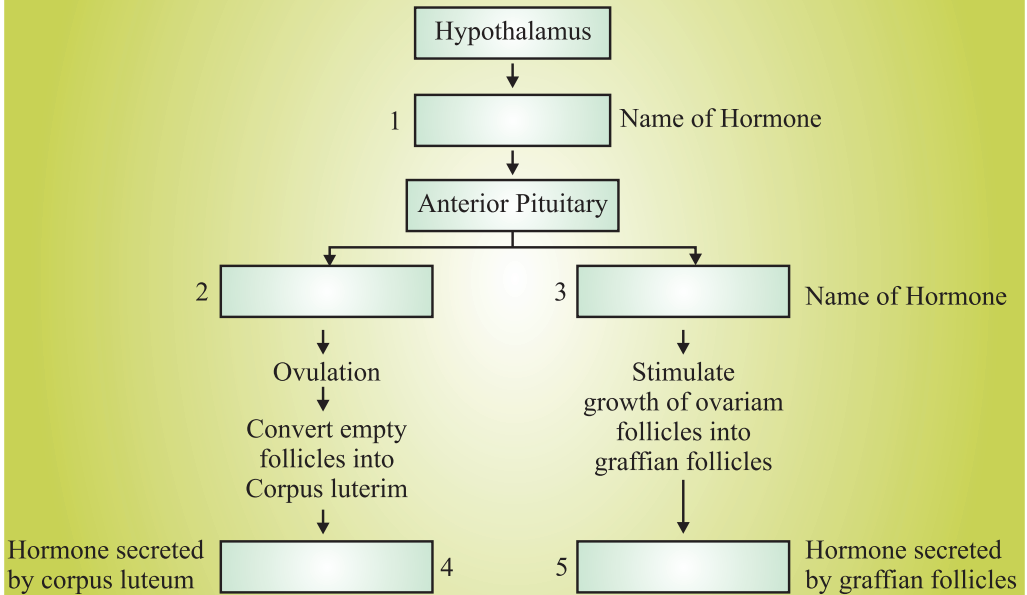 Hypothalamus
1
Name of Hormone
Anterior Pituitary
2
3
Name of Hormone
Ovulation
Convert empty
follicles into
Corpus luterim
Stimulate
growth of ovariam
follicles into
graffian follicles
Hormone secreted
by corpus luteum
4
5
Hormone secreted
by graffian follicles